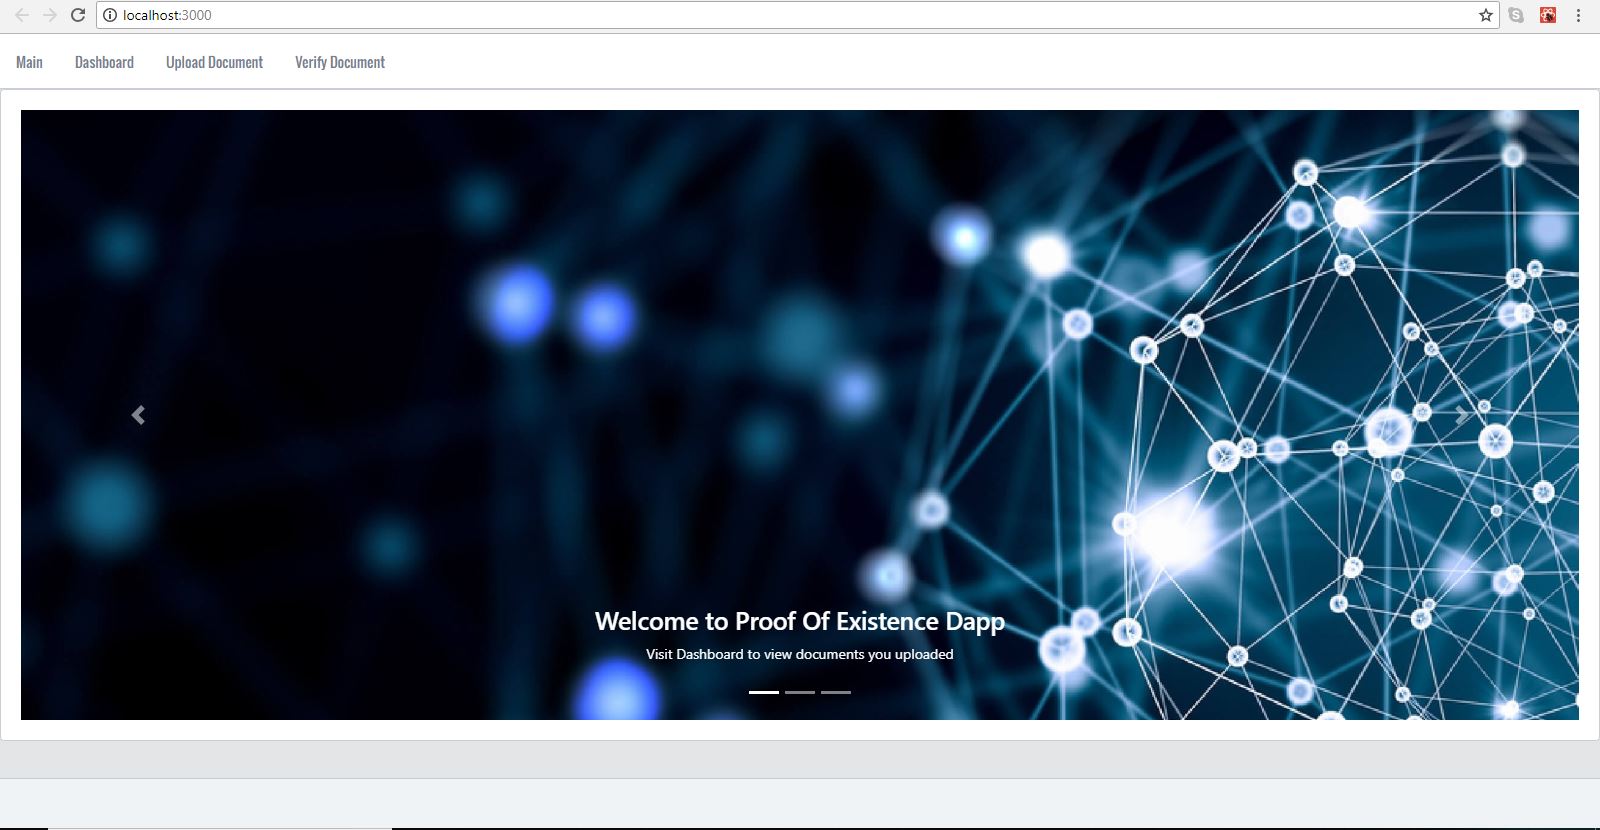 localhost:3000
Main Dashboard Upload Document Verify Document
Welcome to Proof Of Existence Dapp
Visit Dashboard to view documents you uploaded